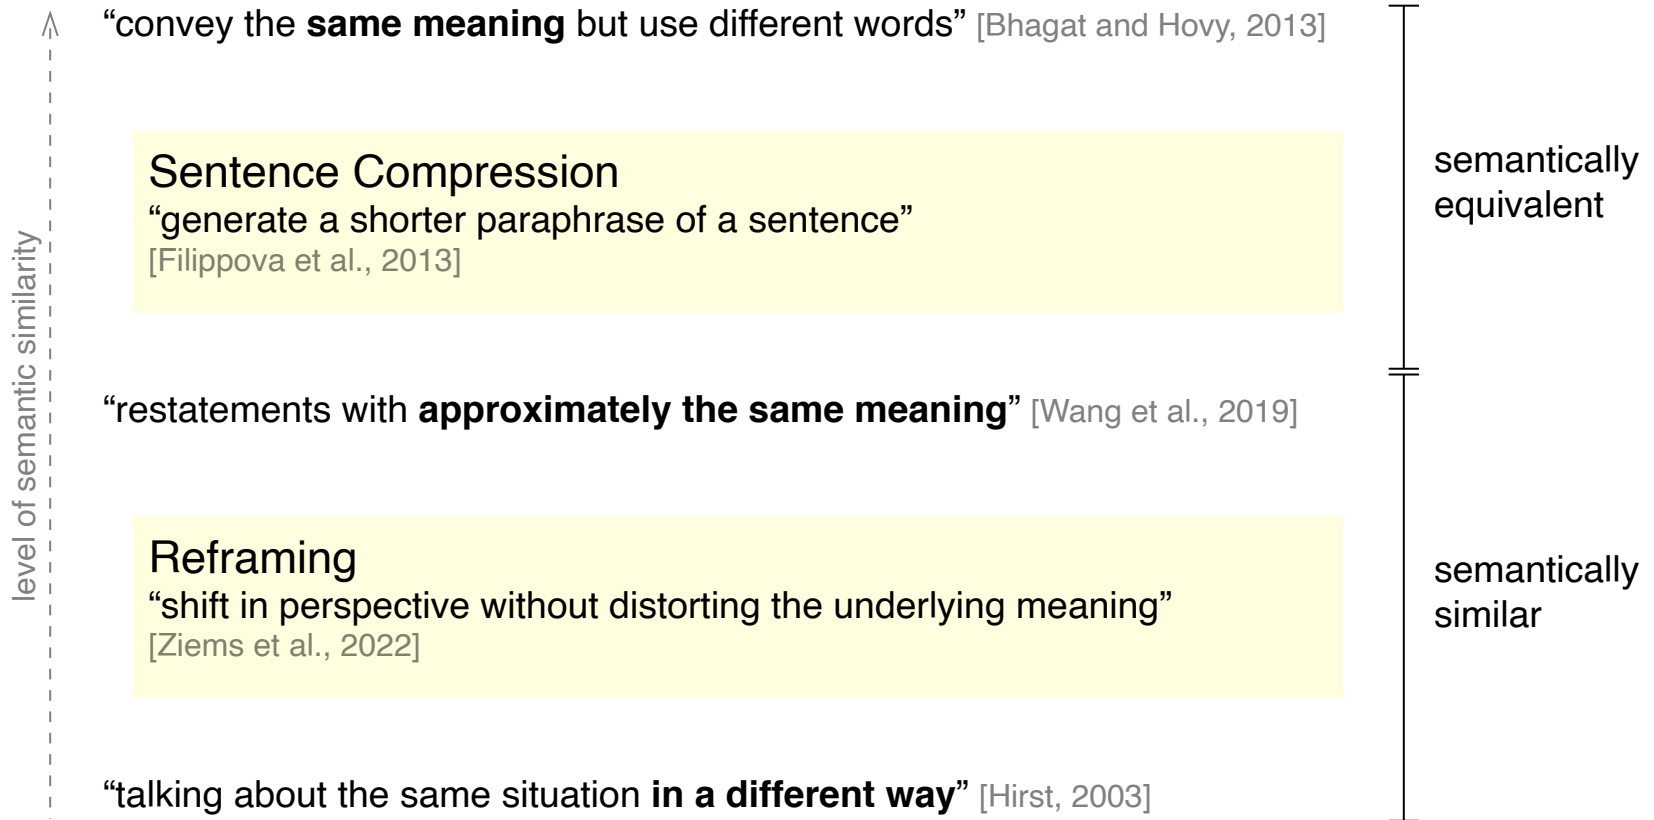 “convey the same meaning but use different words” [Bhagat and Hovy, 2013]
Sentence Compression
“generate a shorter paraphrase of a sentence”
[Filippova et al., 2013]
semantically
equivalent
level of semantic similarity
“restatements with approximately the same meaning” [Wang et al., 2019]
Reframing
“shift in perspective without distorting the underlying meaning”
[Ziems et al., 2022]
semantically
similar
“talking about the same situation in a different way” [Hirst, 2003]